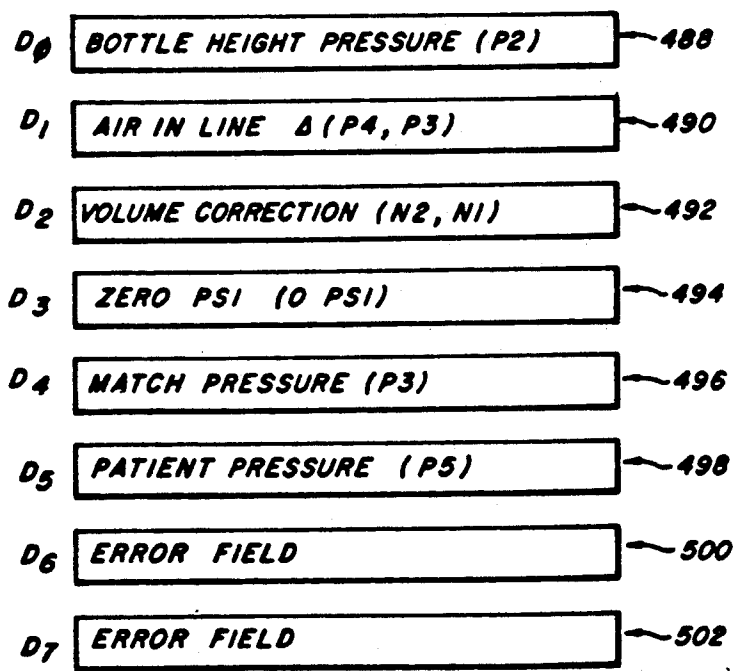 Dϕ BOTTLE HEIGHT PRESSURE (P2) 488
D1 AIR IN LINE Δ (P4, P3) 490
D2 VOLUME CORRECTION (N2, N1) 492
D3 ZERO PSI (0 PSI) 494
D4 MATCH PRESSURE (P3) 496
D5 PATIENT PRESSURE (P5) 498
D6 ERROR FIELD 500
D7 ERROR FIELD 502